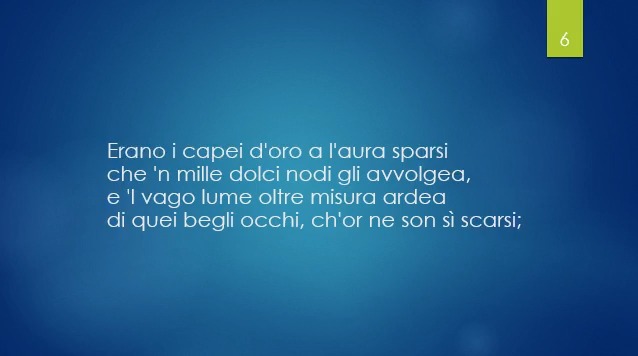 6
Erano i capei d'oro a l'aura sparsi
che 'n mille dolci nodi gli avvolgea,
e 'l vago lume oltre misura ardea
di quei begli occhi, ch'or ne son sì scarsi;